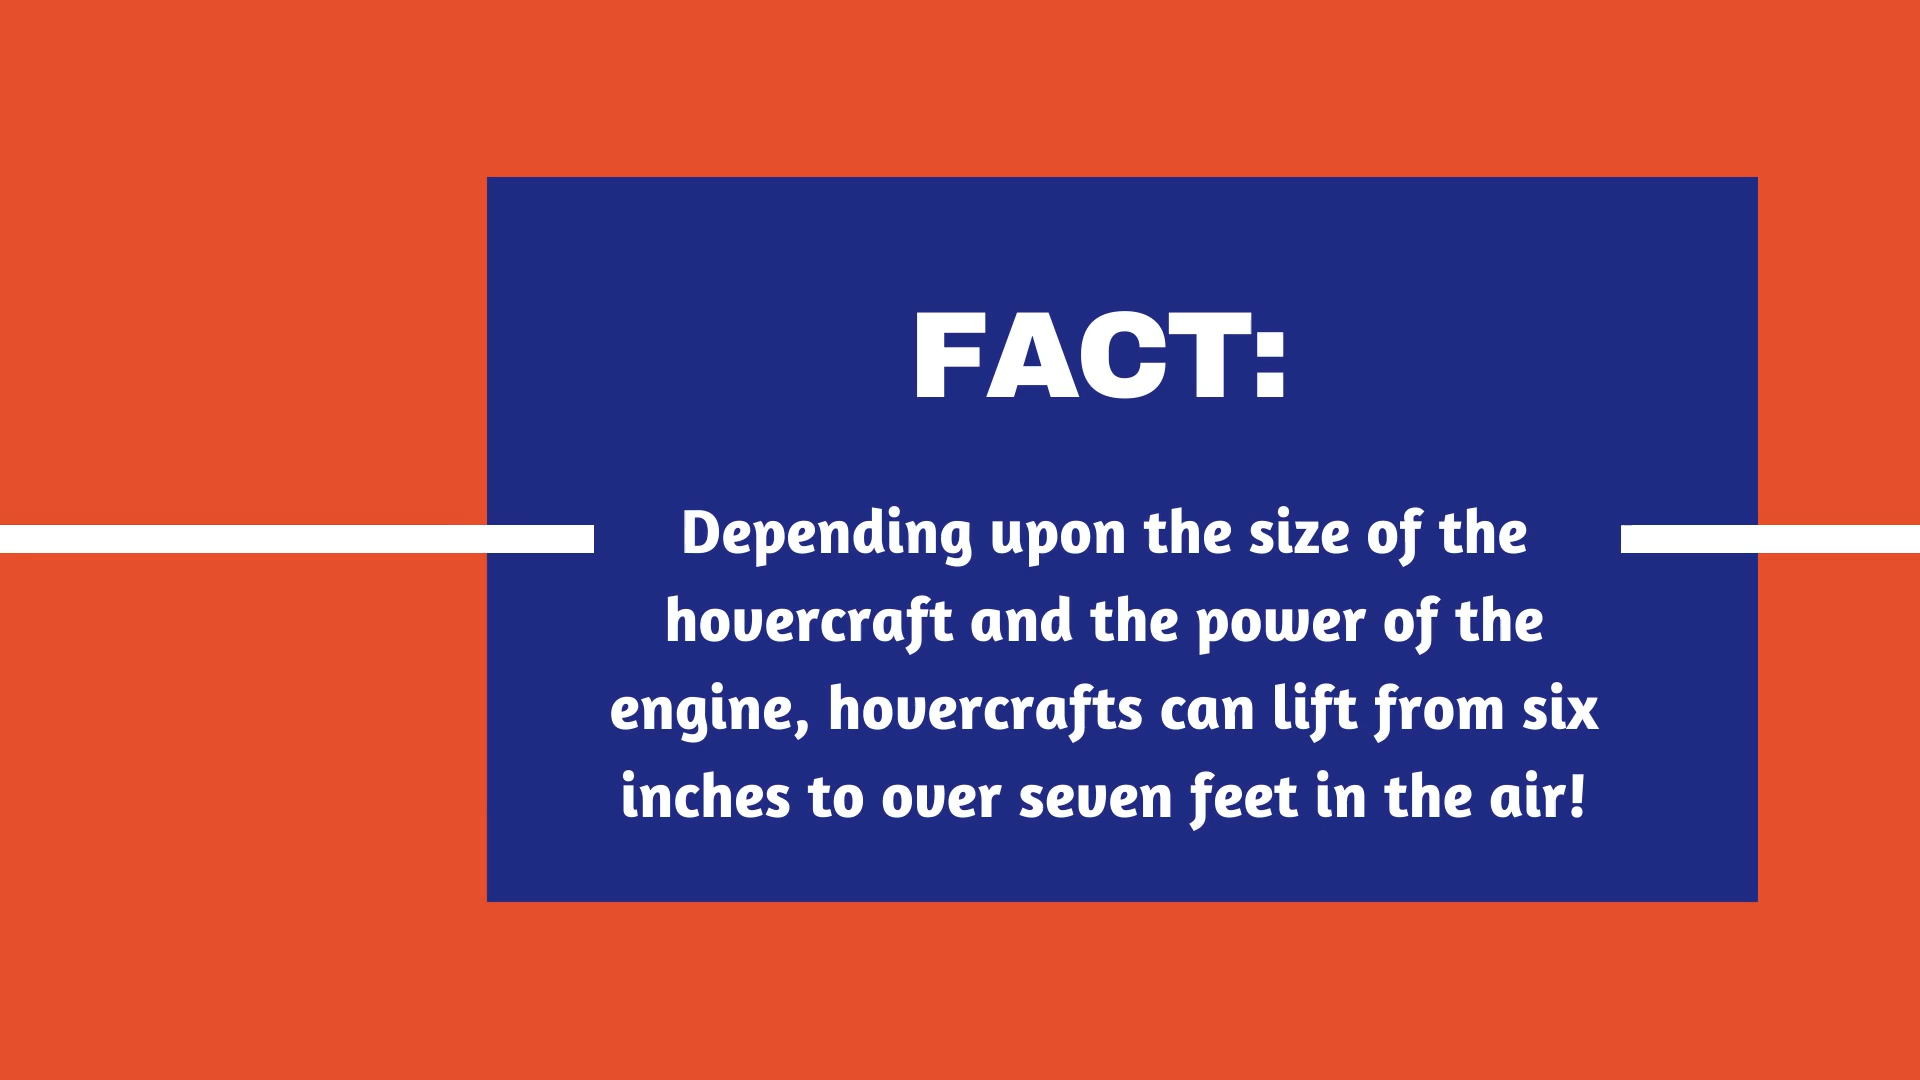 FACT:
Depending upon the size of the
hovercraft and the power of the
engine, hovercrafts can lift from six
inches to over seven feet in the air!